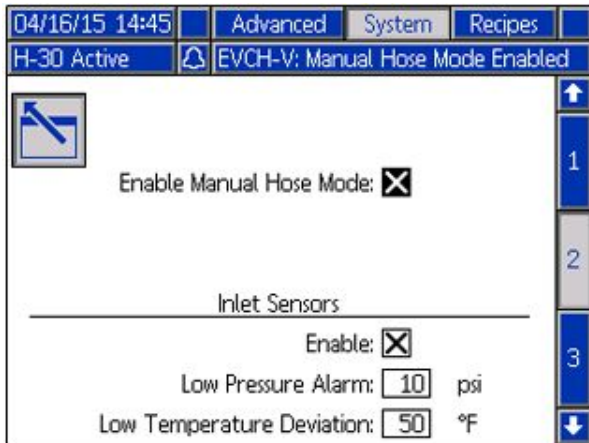 04/16/15 14:45 Advanced System Recipes
H-30 Active EVCH-V: Manual Hose Mode Enabled
1
Enable Manual Hose Mode:
2
Inlet Sensors
Enable:
3
Low Pressure Alarm: 10 psi
Low Temperature Deviation: 50 °F